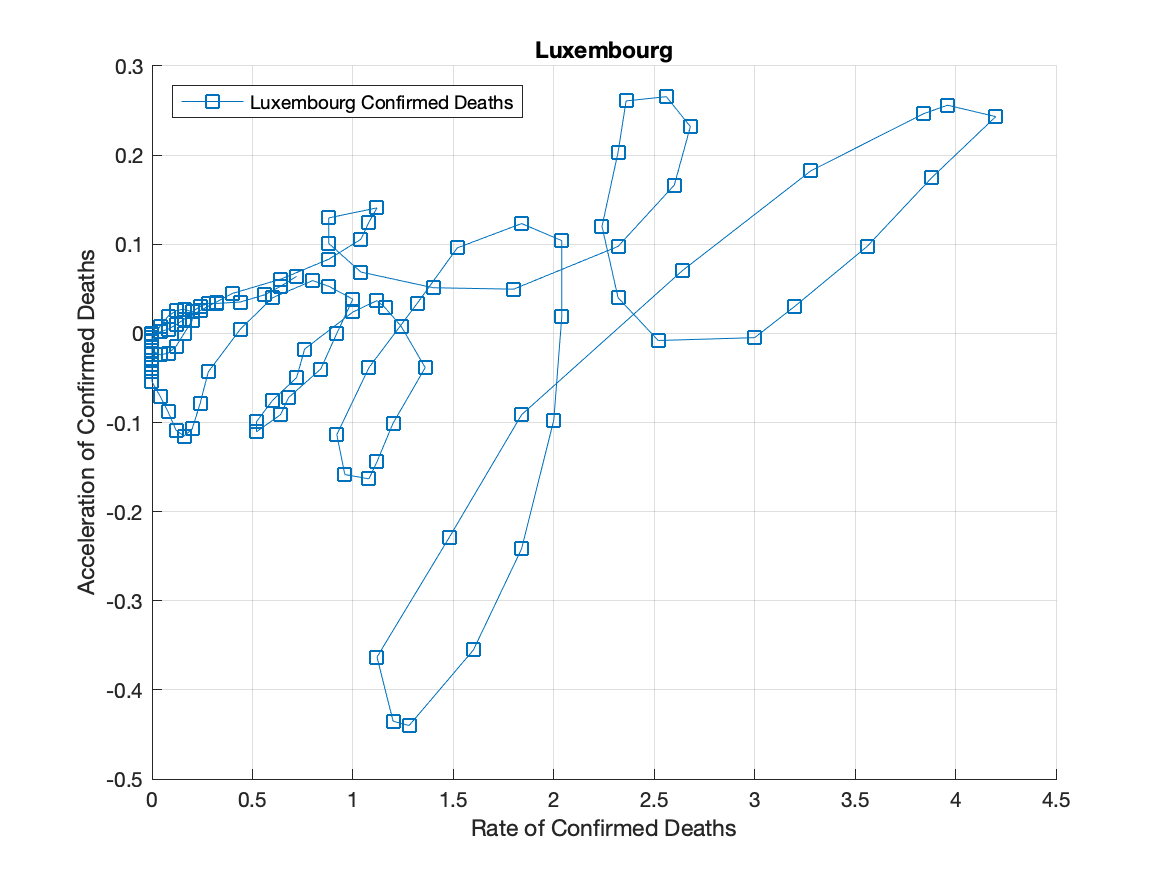 Luxembourg
Luxembourg Confirmed Deaths
Acceleration of Confirmed Deaths
0.3
0.2
0.1
0
-0.1
-0.2
-0.3
-0.4
-0.5
0 0.5 1 1.5 2 2.5 3 3.5 4 4.5
Rate of Confirmed Deaths